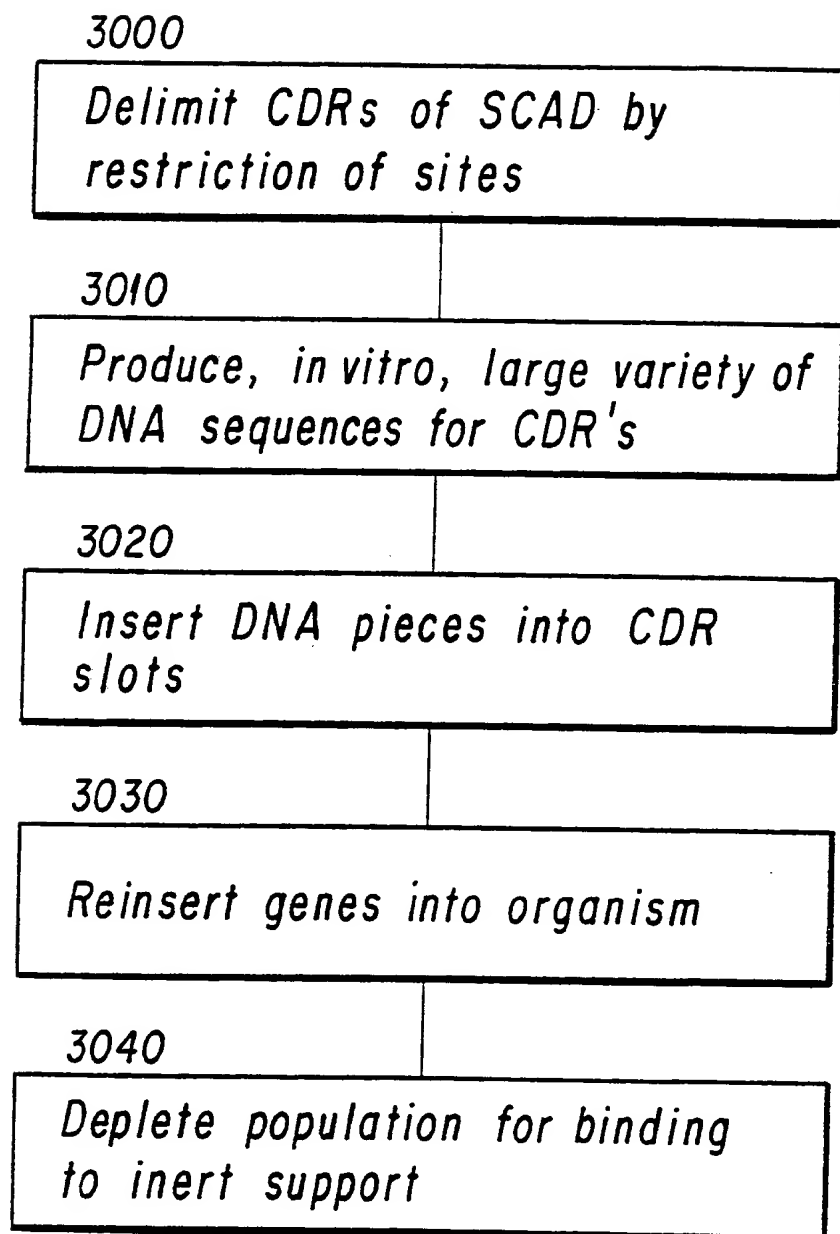 3000
Delimit CDRs of SCAD by
restriction of sites
3010
Produce, in vitro, large variety of
DNA sequences for CDR's
3020
Insert DNA pieces into CDR
slots
3030
Reinsert genes into organism
3040
Deplete population for binding
to inert support